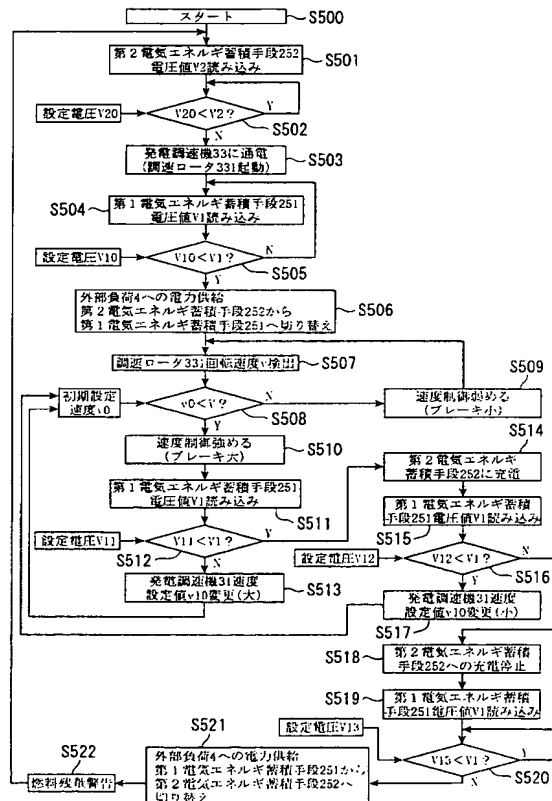 スタート
S500
第2電気エネルギ蓄積手段252
電圧値V2読み込み
S501
設定電圧V20
V20<V2?
Y
N
S502
発電調速機33に通電
(調速ロータ331起動)
S503
S504
第1電気エネルギ蓄積手段251
電圧値V1読み込み
設定電圧V10
V10<V1?
N
Y
S505
外部負荷4への電力供給
第2電気エネルギ蓄積手段252から
第1電気エネルギ蓄積手段251へ切り替え
S506
調速ロータ331回転速度v検出
S507
初期設定
速度v0
v0<v?
N
Y
S508
速度制御弱める
(ブレーキ小)
S509
速度制御強める
(ブレーキ大)
S510
第1電気エネルギ蓄積手段251
電圧値V1読み込み
S511
設定電圧V11
V11<V1?
Y
N
S512
発電調速機31速度
設定値v10変更(大)
S513
第2電気エネルギ
蓄積手段252に充電
S514
第1電気エネルギ蓄積
手段251電圧値V1読み込み
S515
設定電圧V12
V12<V1?
N
Y
S516
発電調速機31速度
設定値v10変更(小)
S517
第2電気エネルギ蓄積
手段252への充電停止
S518
第1電気エネルギ蓄積
手段251電圧値V1読み込み
S519
設定電圧V13
V13<V1?
Y
N
S520
外部負荷4への電力供給
第1電気エネルギ蓄積手段251から
第2電気エネルギ蓄積手段252へ
切り替え
S521
燃料残量警告
S522